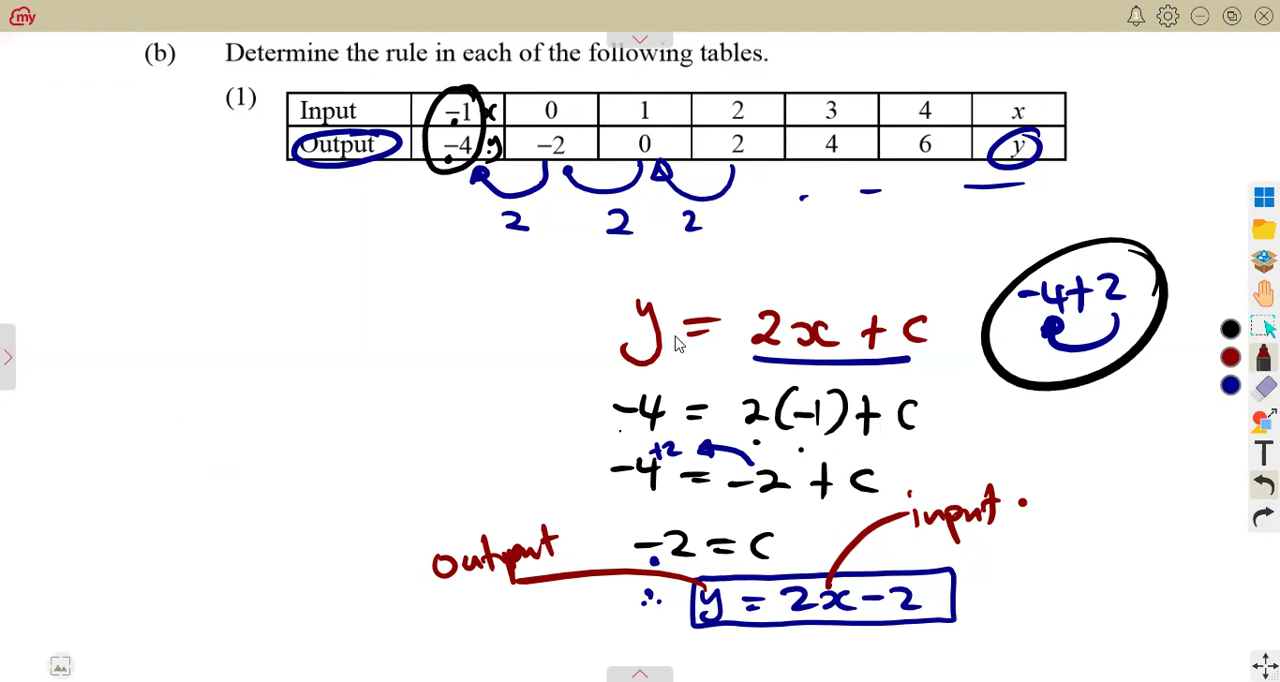 my
(b) Determine the rule in each of the following tables.
(1)
Input −1 x 0 1 2 3 4 x
Output −4 y −2 0 2 4 6 y
2 2 2
-4+2
y = 2x + c
-4 = 2(-1) + c
-4 +2 = -2 + c
input
-2 = c
output
∴ y = 2x - 2
T